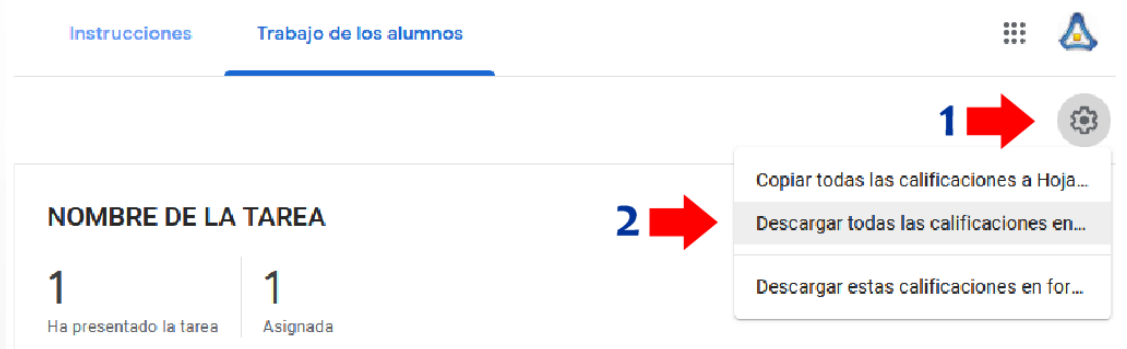 Instrucciones
Trabajo de los alumnos
1
Copiar todas las calificaciones a Hoja...
NOMBRE DE LA TAREA
2
Descargar todas las calificaciones en...
1
1
Descargar estas calificaciones en for...
Ha presentado la tarea
Asignada